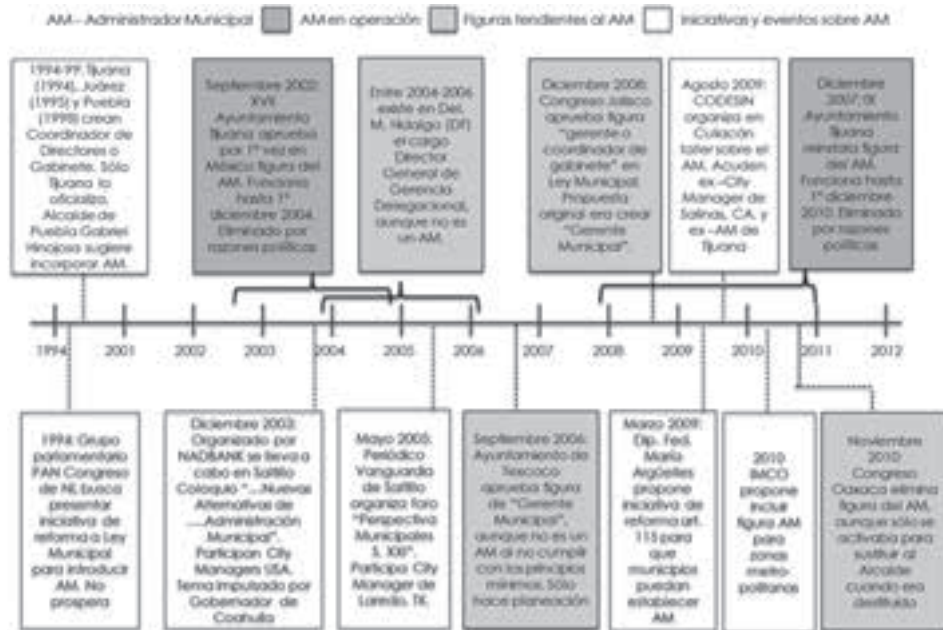 AM – Administrador Municipal
AM en operación
Figuras tendientes al AM
Iniciativas y eventos sobre AM
1994-99: Tijuana
(1994), Juárez
(1995) y Puebla
(1998) crean
Coordinador de
Directores o
Gabinete. Sólo
Tijuana lo
oficializa.
Alcalde de
Puebla Gabriel
Hinojosa sugiere
incorporar AM.
Septiembre 2002:
XVII
Ayuntamiento
Tijuana aprueba
por 1ª vez en
México figura del
AM. Funciona
hasta 1º
diciembre 2004.
Eliminado por
razones políticas
Entre 2004-2006
existe en Del.
M. Hidalgo (DF)
el cargo
Director
General de
Gerencia
Delegacional,
aunque no es
un AM.
Diciembre 2008:
Congreso Jalisco
aprueba figura
"gerente o
coordinador de
gabinete" en
Ley Municipal.
Propuesta
original era crear
"Gerente
Municipal".
Agosto 2009:
CODESIN
organiza en
Culiacán
taller sobre el
AM. Acuden
ex–City
Manager de
Salinas, CA. y
ex–AM de
Tijuana
Diciembre
2007:
Ayuntamiento
Tijuana
reinstala figura
del AM.
Funciona hasta
1º diciembre
2010. Eliminado
por razones
políticas
1994 2001 2002 2003 2004 2005 2006 2007 2008 2009 2010 2011 2012
1994: Grupo
parlamentario
PAN Congreso
de NL busca
presentar
iniciativa de
reforma a Ley
Municipal
para introducir
AM. No
prospera
Diciembre 2003:
Organizado por
NADBANK se lleva a
cabo en Saltillo
Coloquio "....Nuevas
Alternativas de
....Administración
Municipal".
Participan City
Managers USA.
Tema impulsado por
Gobernador de
Coahuila
Mayo 2005:
Periódico
Vanguardia
de Saltillo
organiza foro
"Perspectiva
Municipales
S. XXI".
Participa City
Manager de
Laredo, TX.
Septiembre 2006:
Ayuntamiento de
Texcoco
aprueba figura
de "Gerente
Municipal",
aunque no es un
AM al no cumplir
con los principios
mínimos. Sólo
hace planeación
Marzo 2009:
Dip. Fed.
María
Argüelles
propone
iniciativa de
reforma art.
115 para
que
municipios
puedan
establecer
AM
2010
IMCO
propone
incluir
figura AM
para
zonas
metro-
politanas
Noviembre
2010
Congreso
Oaxaca elimina
figura del AM,
aunque sólo se
activaba para
sustituir al
Alcalde
cuando era
destituido